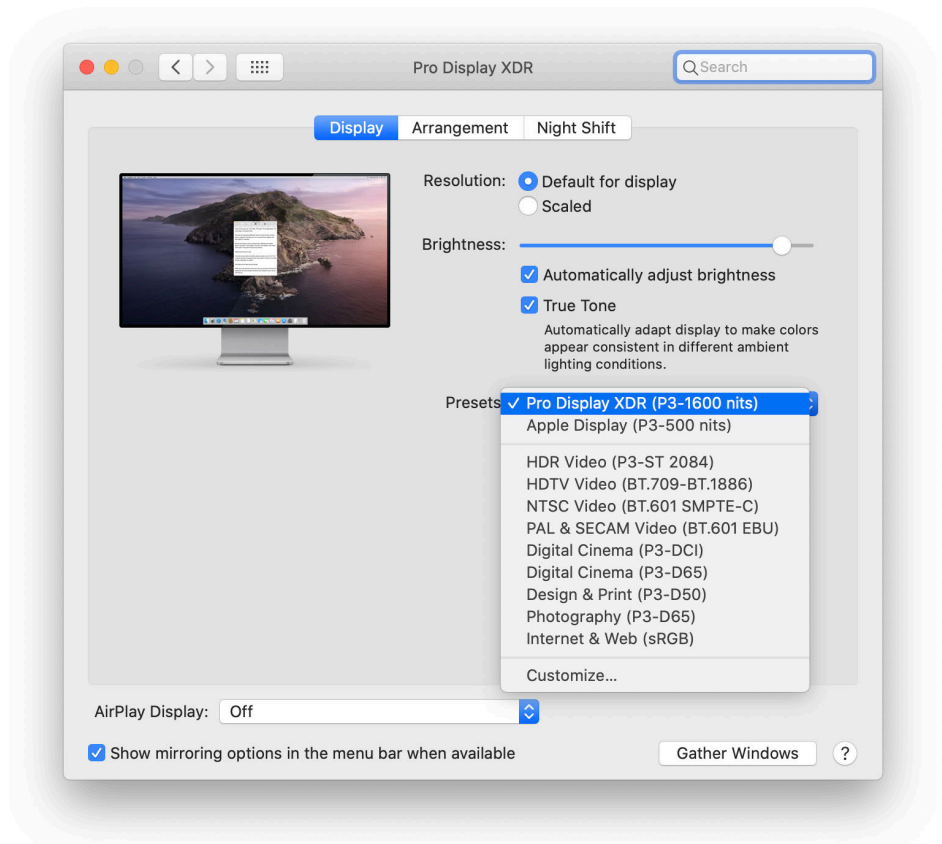 Pro Display XDR
Search
Display
Arrangement
Night Shift
Resolution:
Default for display
Scaled
Brightness:
Automatically adjust brightness
True Tone
Automatically adapt display to make colors
appear consistent in different ambient
lighting conditions.
Presets
✓ Pro Display XDR (P3-1600 nits)
Apple Display (P3-500 nits)
HDR Video (P3-ST 2084)
HDTV Video (BT.709-BT.1886)
NTSC Video (BT.601 SMPTE-C)
PAL & SECAM Video (BT.601 EBU)
Digital Cinema (P3-DCI)
Digital Cinema (P3-D65)
Design & Print (P3-D50)
Photography (P3-D65)
Internet & Web (sRGB)
Customize...
AirPlay Display: Off
Show mirroring options in the menu bar when available
Gather Windows
?